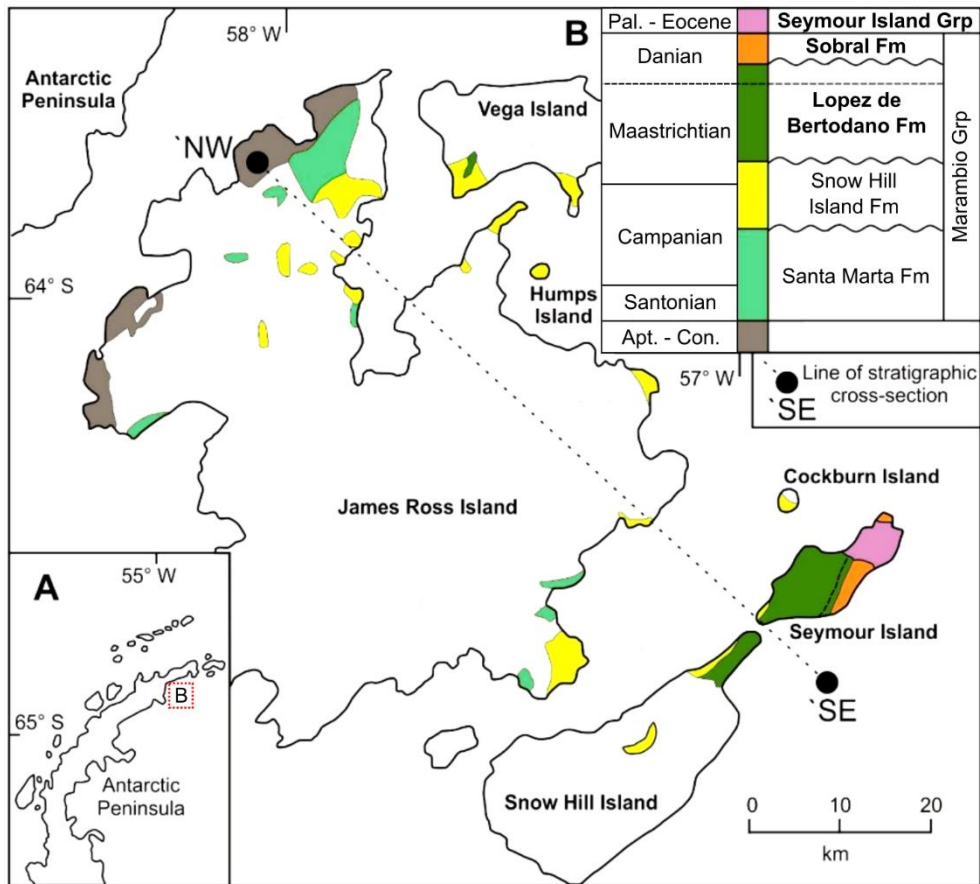 58° W
B
Antarctic
Peninsula
Vega Island
`NW
64° S
Humps
Island
57° W
Pal. - Eocene
Seymour Island Grp
Danian
Sobral Fm
Maastrichtian
Lopez de
Bertodano Fm
Campanian
Snow Hill
Island Fm
Santonian
Santa Marta Fm
Apt. - Con.
Marambio Grp
Line of stratigraphic
cross-section
`SE
Cockburn Island
James Ross Island
Seymour Island
`SE
Snow Hill Island
0 10 20
km
A
55° W
B
65° S
Antarctic
Peninsula